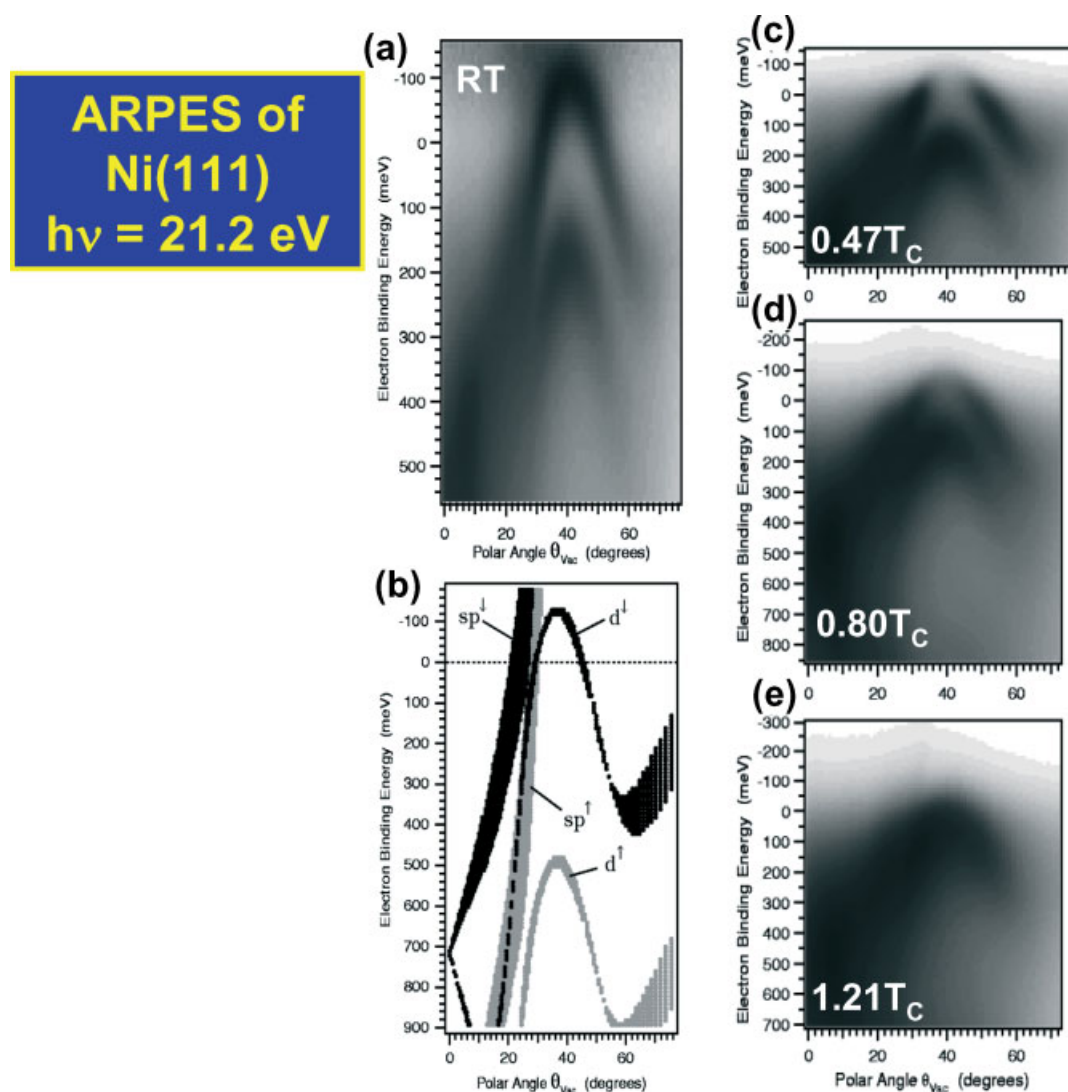 ARPES of
Ni(111)
hν = 21.2 eV
(a)
RT
Electron Binding Energy (meV)
-100
0
100
200
300
400
500
0 20 40 60
Polar Angle θVac (degrees)
(b)
sp↓
d↓
sp↑
d↑
Electron Binding Energy (meV)
-100
0
100
200
300
400
500
600
700
800
900
0 20 40 60
Polar Angle θVac (degrees)
(c)
Electron Binding Energy (meV)
-100
0
100
200
300
400
500
0.47TC
0 20 40 60
(d)
Electron Binding Energy (meV)
-200
-100
0
100
200
300
400
500
600
700
800
0.80TC
0 20 40 60
(e)
Electron Binding Energy (meV)
-300
-200
-100
0
100
200
300
400
500
600
700
1.21TC
0 20 40 60
Polar Angle θVac (degrees)